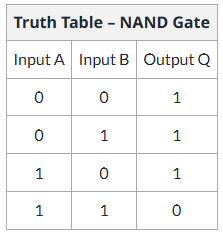 Truth Table – NAND Gate
Input A Input B Output Q
0 0 1
0 1 1
1 0 1
1 1 0